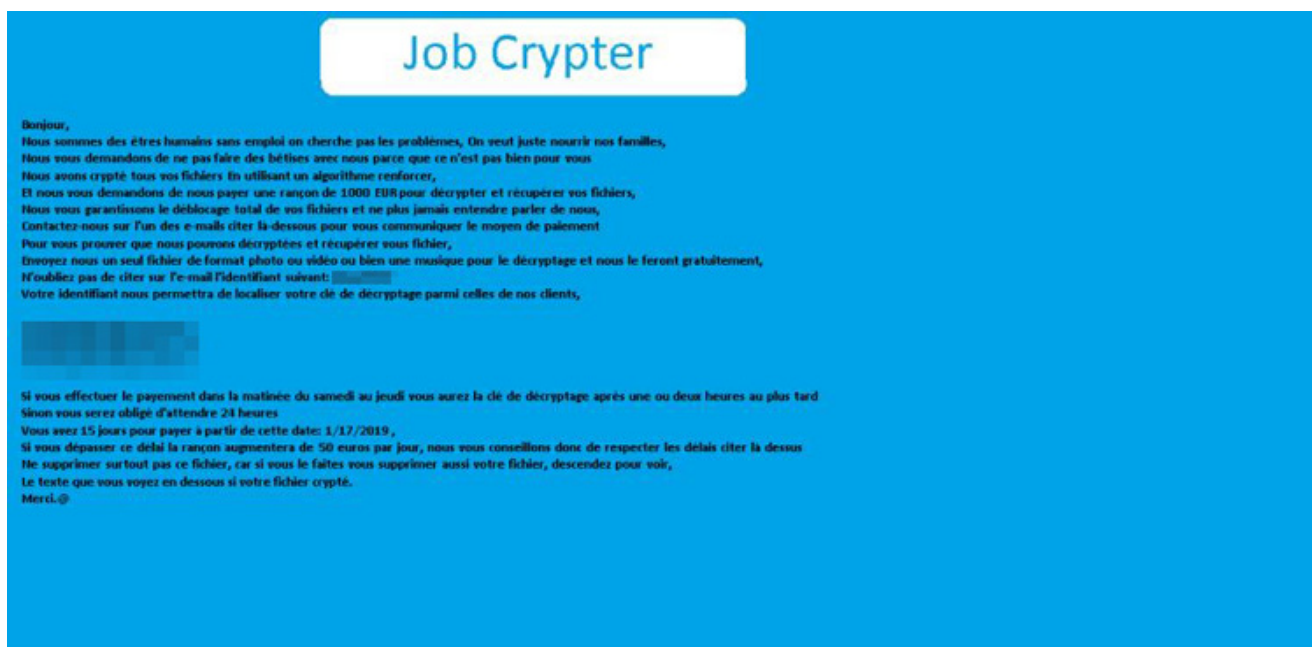 Job Crypter
Bonjour,
Nous sommes des êtres humains sans emploi on cherche pas les problèmes, On veut juste nourrir nos familles,
Nous vous demandons de ne pas faire des bêtises avec nous parce que ce n'est pas bien pour vous
Nous avons crypté tous vos fichiers En utilisant un algorithme renforcer,
Et nous vous demandons de nous payer une rançon de 1000 EUR pour décrypter et récupérer vos fichiers,
Nous vous garantissons le déblocage total de vos fichiers et ne plus jamais entendre parler de nous,
Contactez-nous sur l'un des e-mails citer là-dessous pour vous communiquer le moyen de paiement
Pour vous prouver que nous pouvons décryptées et récupérer vous fichier,
Envoyez nous un seul fichier de format photo ou vidéo ou bien une musique pour le décryptage et nous le feront gratuitement,
N'oubliez pas de citer sur l'e-mail l'identifiant suivant:
Votre identifiant nous permettra de localiser votre clé de décryptage parmi celles de nos clients,
Si vous effectuer le payement dans la matinée du samedi au jeudi vous aurez la clé de décryptage après une ou deux heures au plus tard
Sinon vous serez obligé d'attendre 24 heures
Vous avez 15 jours pour payer à partir de cette date: 1/17/2019 ,
Si vous dépasser ce délai la rançon augmentera de 50 euros par jour, nous vous conseillons donc de respecter les délais citer là dessus
Ne supprimer surtout pas ce fichier, car si vous le faites vous supprimer aussi votre fichier, descendez pour voir,
Le texte que vous voyez en dessous si votre fichier crypté.
Merci.@